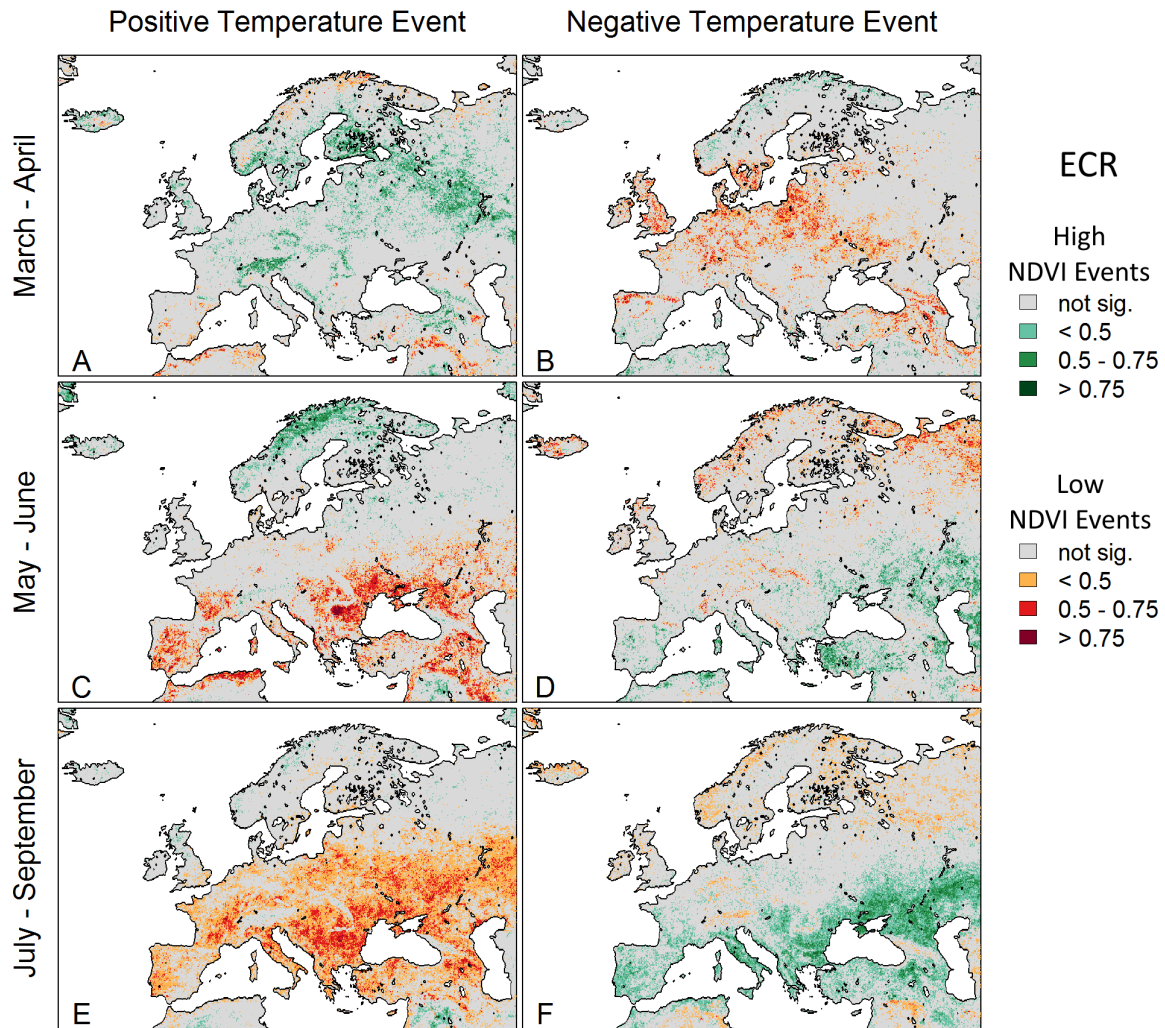 Positive Temperature Event
Negative Temperature Event
March - April
May - June
July - September
A
B
C
D
E
F
ECR
High
NDVI Events
not sig.
< 0.5
0.5 - 0.75
> 0.75
Low
NDVI Events
not sig.
< 0.5
0.5 - 0.75
> 0.75